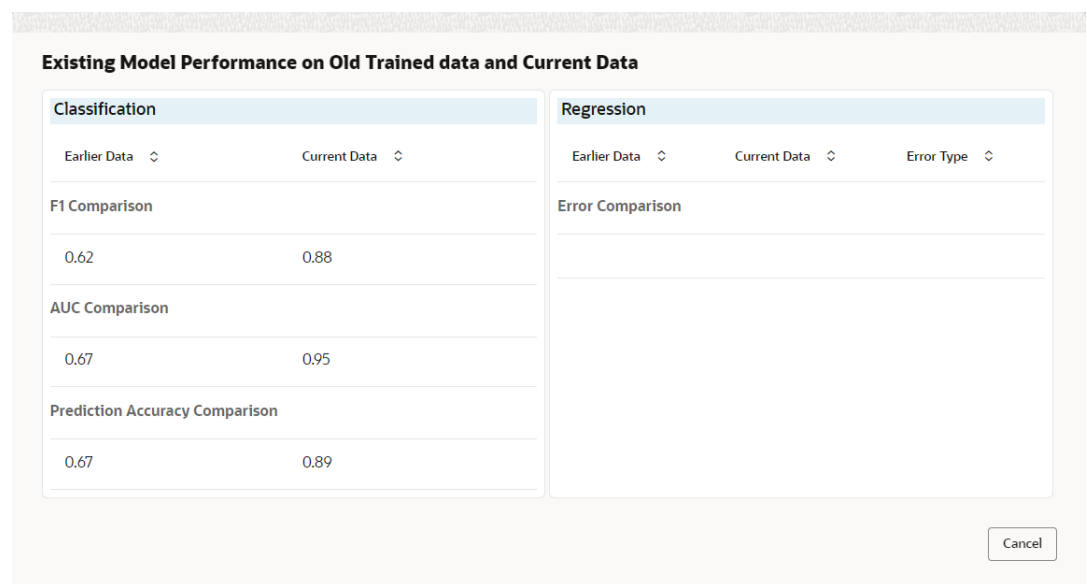 Existing Model Performance on Old Trained data and Current Data
Classification
Earlier Data Current Data
F1 Comparison
0.62 0.88
AUC Comparison
0.67 0.95
Prediction Accuracy Comparison
0.67 0.89
Regression
Earlier Data Current Data Error Type
Error Comparison
Cancel